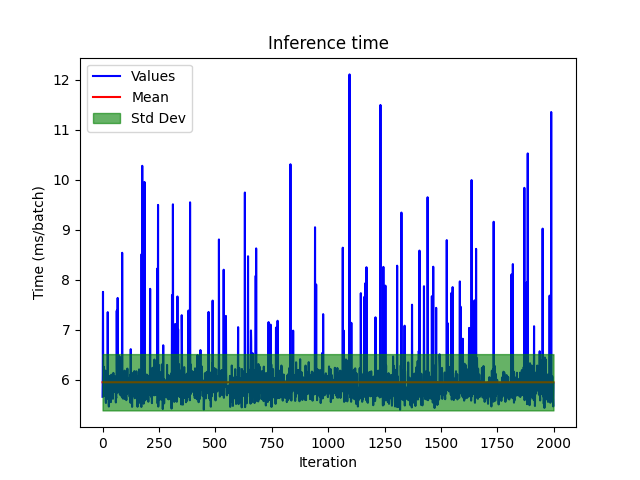 Inference time
Values
Mean
Std Dev
12
11
10
9
8
7
6
Time (ms/batch)
0 250 500 750 1000 1250 1500 1750 2000
Iteration